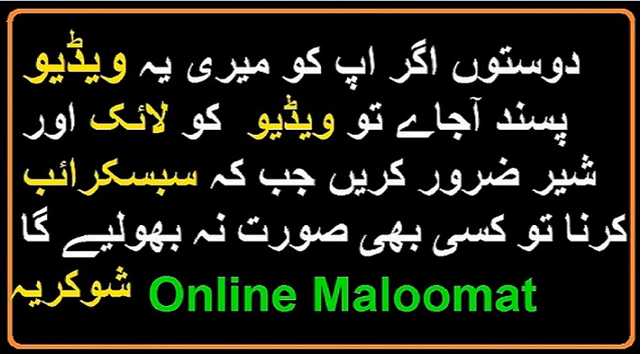 دوستوں اگر اپ کو میری یہ ویڈیو
پسند آجاے تو ویڈیو کو لائک اور
شیر ضرور کریں جب کہ سبسکرائب
کرنا تو کسی بھی صورت نہ بھولیے گا
شوکریہ Online Maloomat